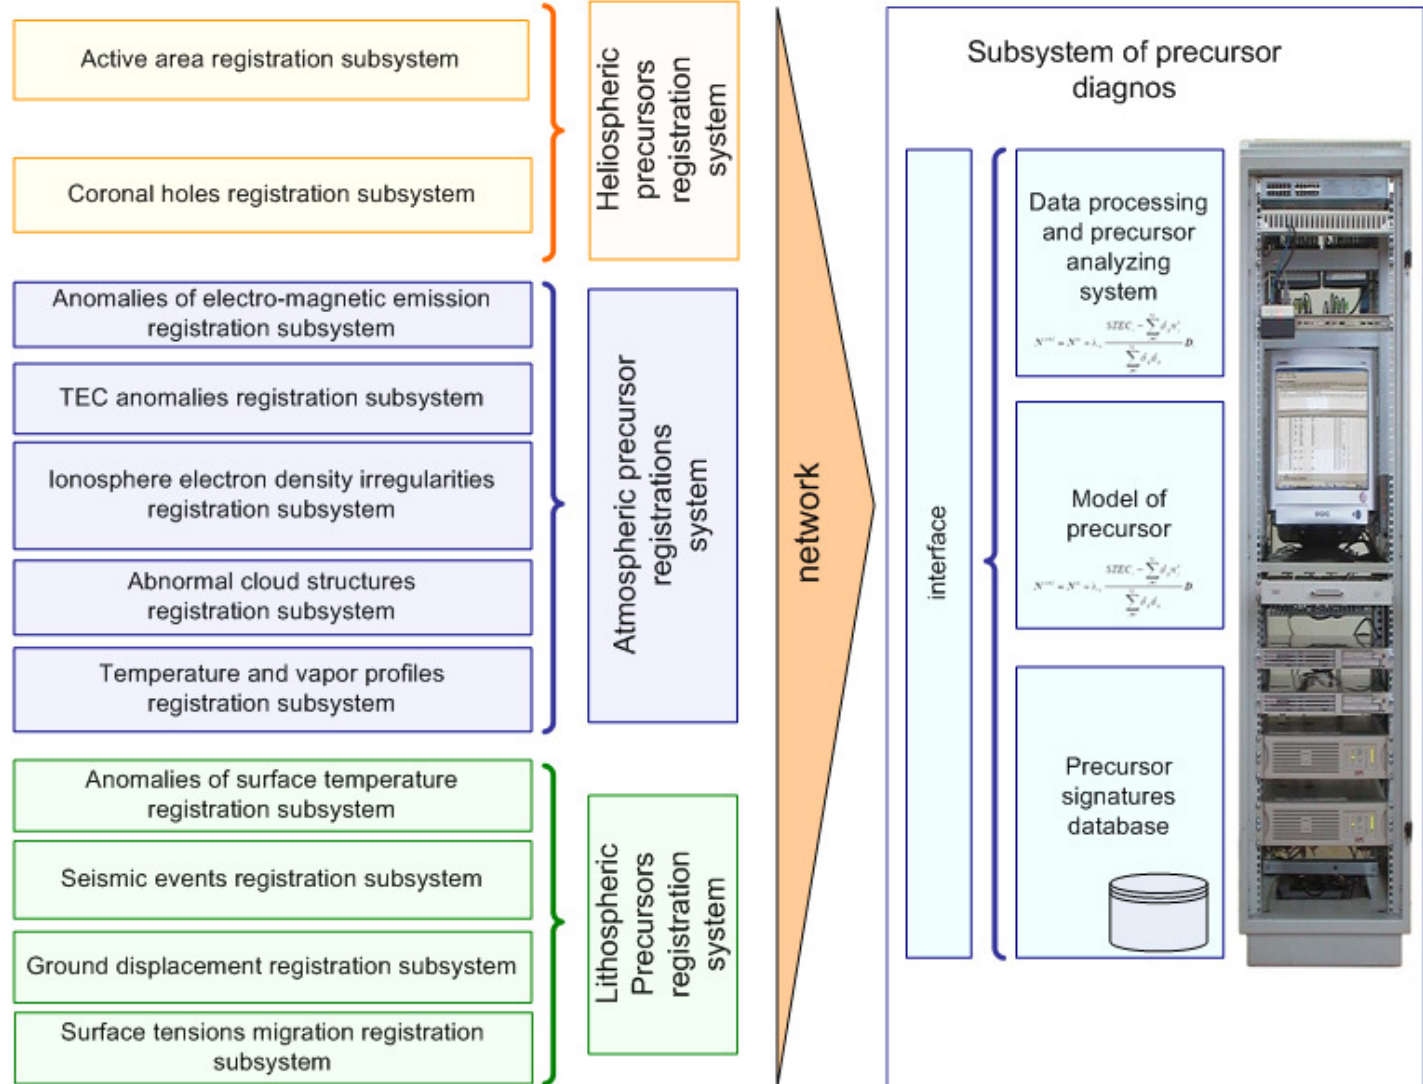 Active area registration subsystem
Coronal holes registration subsystem
Heliospheric
precursors
registration
system
Anomalies of electro-magnetic emission
registration subsystem
TEC anomalies registration subsystem
Ionosphere electron density irregularities
registration subsystem
Abnormal cloud structures
registration subsystem
Temperature and vapor profiles
registration subsystem
Atmospheric precursor
registrations
system
Anomalies of surface temperature
registration subsystem
Seismic events registration subsystem
Ground displacement registration subsystem
Surface tensions migration registration
subsystem
Lithospheric
Precursors
registration
system
network
Subsystem of precursor
diagnos
interface
Data processing
and precursor
analyzing
system
Model of
precursor
Precursor
signatures
database